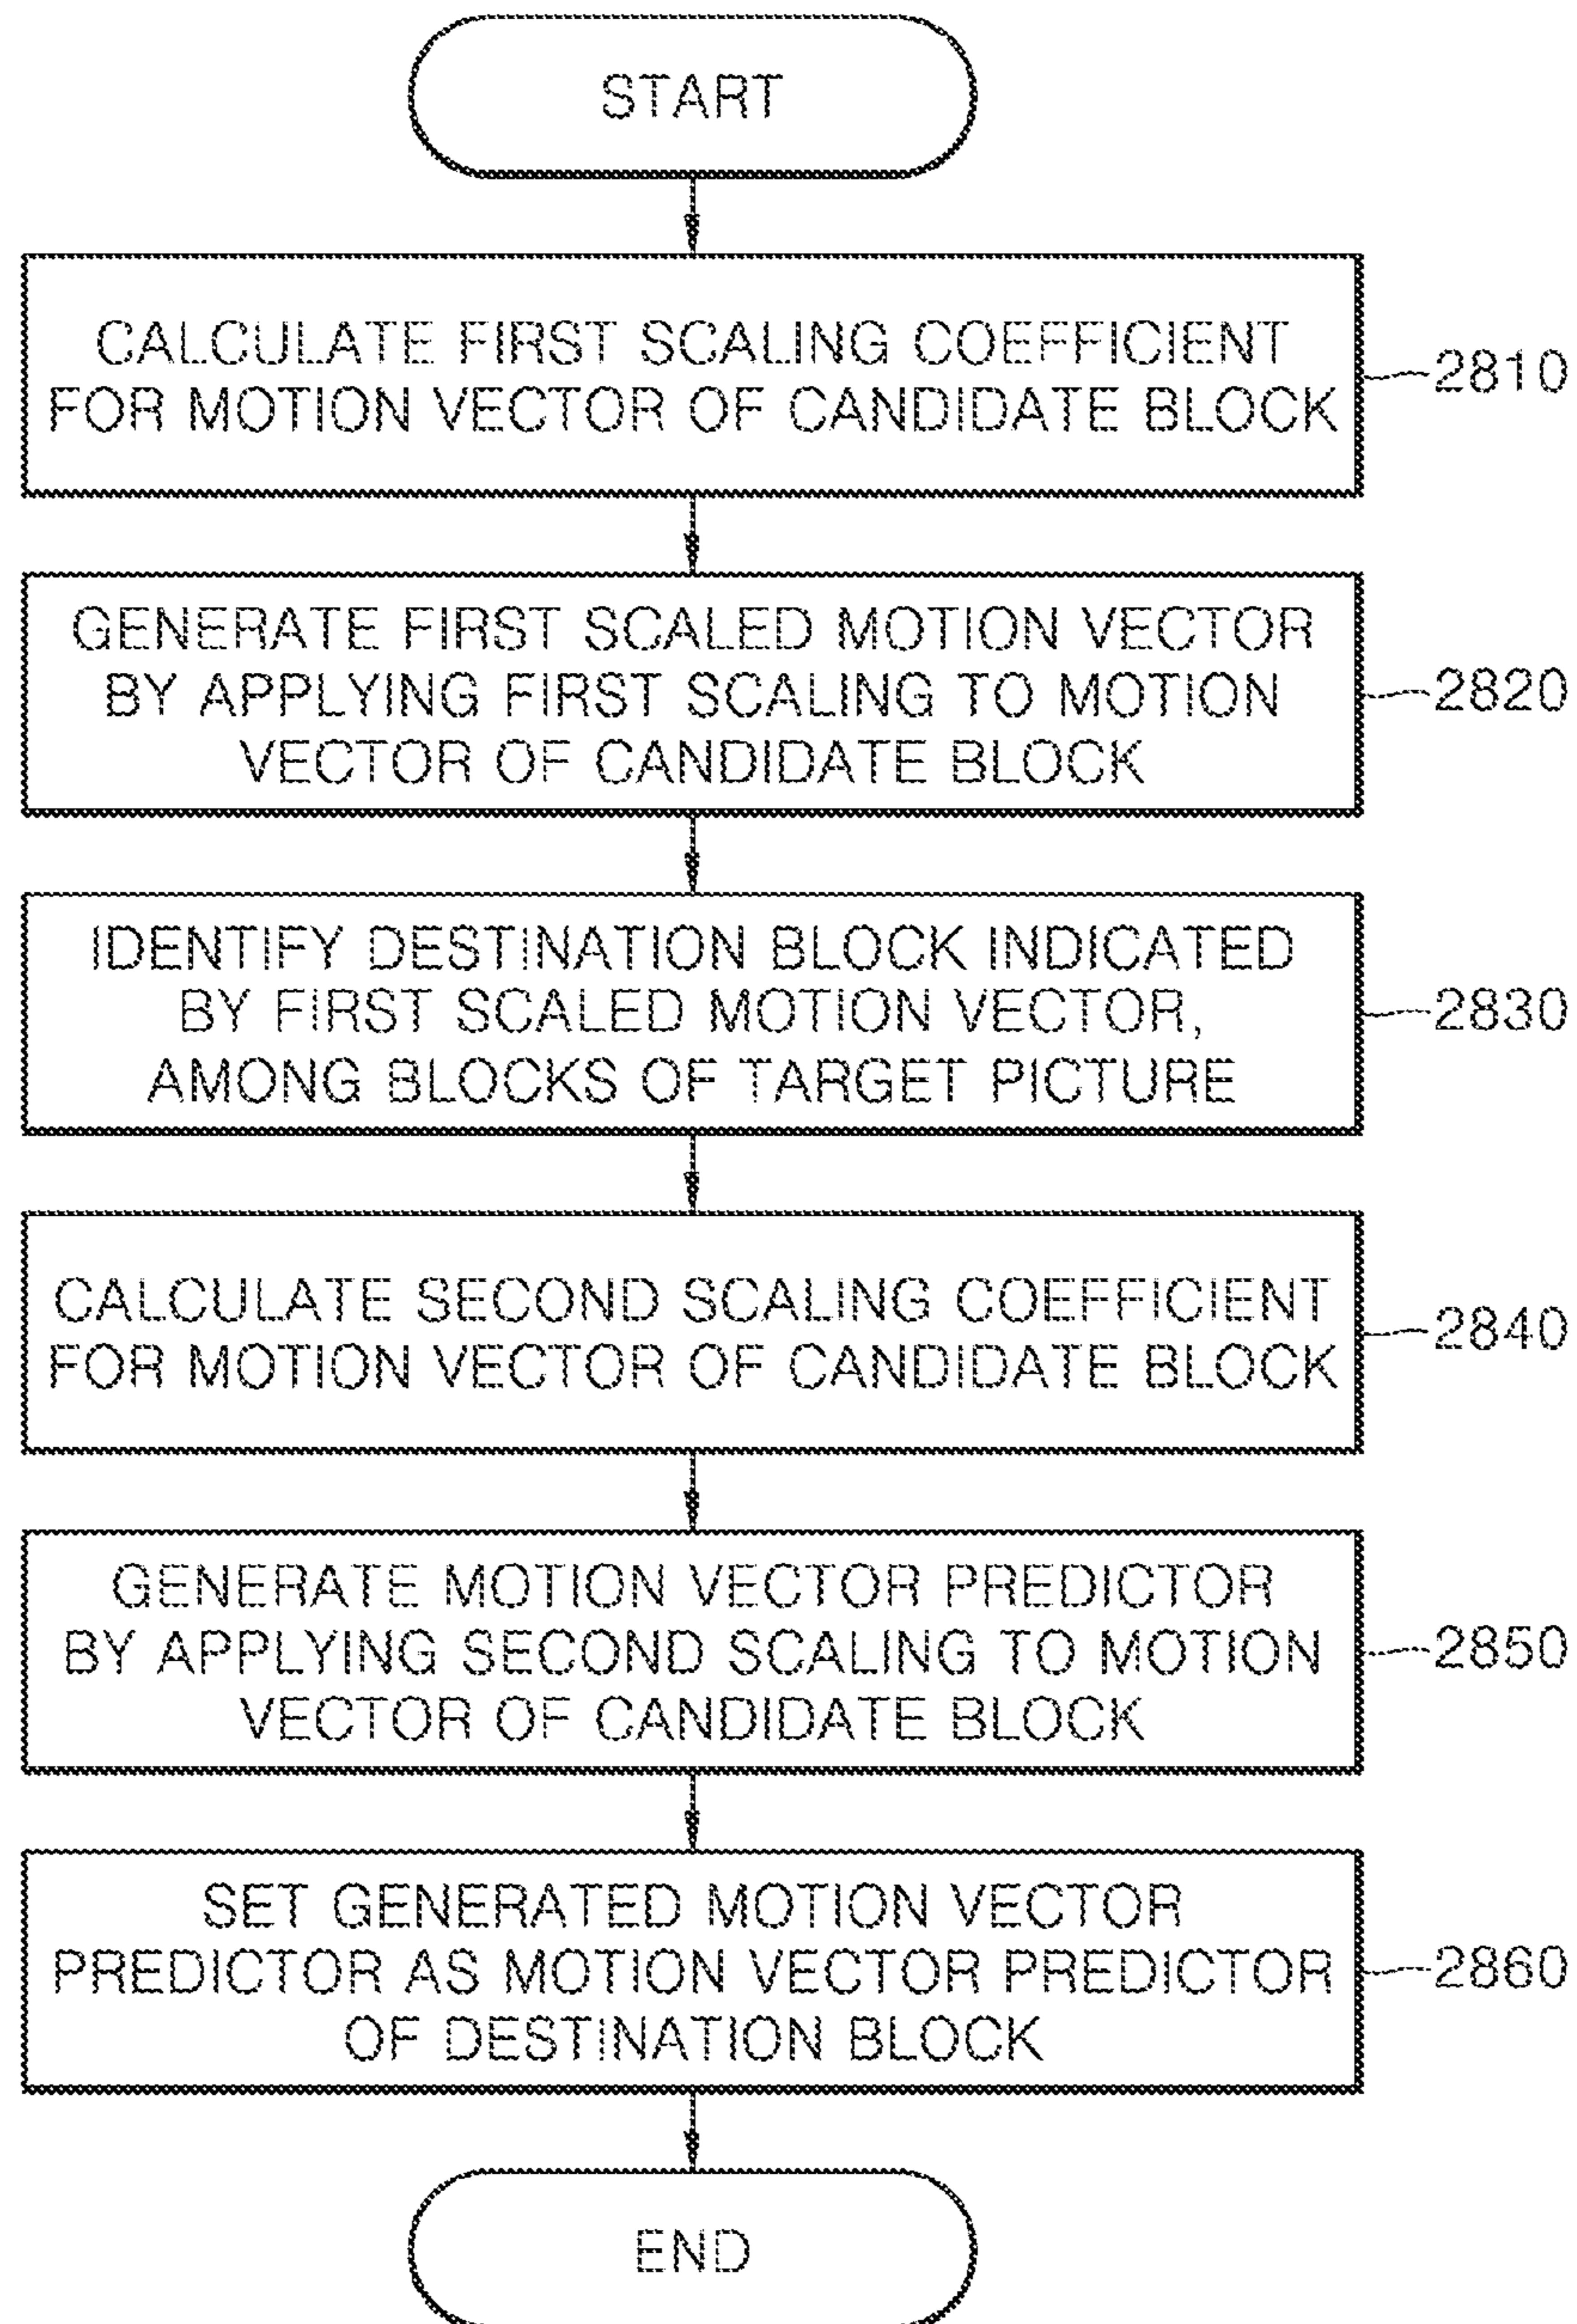 START
CALCULATE FIRST SCALING COEFFICIENT
FOR MOTION VECTOR OF CANDIDATE BLOCK
2810
GENERATE FIRST SCALED MOTION VECTOR
BY APPLYING FIRST SCALING TO MOTION
VECTOR OF CANDIDATE BLOCK
2820
IDENTIFY DESTINATION BLOCK INDICATED
BY FIRST SCALED MOTION VECTOR,
AMONG BLOCKS OF TARGET PICTURE
2830
CALCULATE SECOND SCALING COEFFICIENT
FOR MOTION VECTOR OF CANDIDATE BLOCK
2840
GENERATE MOTION VECTOR PREDICTOR
BY APPLYING SECOND SCALING TO MOTION
VECTOR OF CANDIDATE BLOCK
2850
SET GENERATED MOTION VECTOR
PREDICTOR AS MOTION VECTOR PREDICTOR
OF DESTINATION BLOCK
2860
END